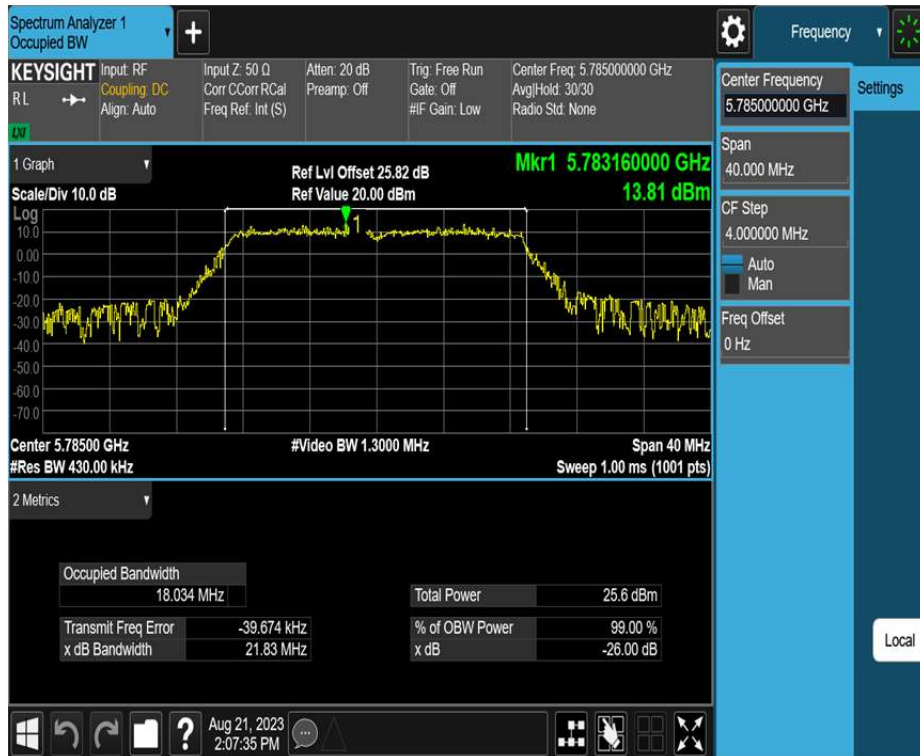 Spectrum Analyzer 1
Occupied BW
+
Frequency
KEYSIGHT
R L
LXI
Input: RF
Coupling: DC
Align: Auto
Input Z: 50 Ω
Corr CCorr RCal
Freq Ref: Int (S)
Atten: 20 dB
Preamp: Off
Trig: Free Run
Gate: Off
#IF Gain: Low
Center Freq: 5.785000000 GHz
Avg|Hold: 30/30
Radio Std: None
Center Frequency
5.785000000 GHz
Settings
Span
40.000 MHz
CF Step
4.000000 MHz
Auto
Man
Freq Offset
0 Hz
Local
1 Graph
Scale/Div 10.0 dB
Ref Lvl Offset 25.82 dB
Ref Value 20.00 dBm
Mkr1 5.783160000 GHz
13.81 dBm
Log
10.0
0.00
-10.0
-20.0
-30.0
-40.0
-50.0
-60.0
-70.0
1
Center 5.78500 GHz
#Video BW 1.3000 MHz
Span 40 MHz
#Res BW 430.00 kHz
Sweep 1.00 ms (1001 pts)
2 Metrics
Occupied Bandwidth
18.034 MHz
Total Power 25.6 dBm
Transmit Freq Error -39.674 kHz
% of OBW Power 99.00 %
x dB Bandwidth 21.83 MHz
x dB -26.00 dB
?
Aug 21, 2023
2:07:35 PM